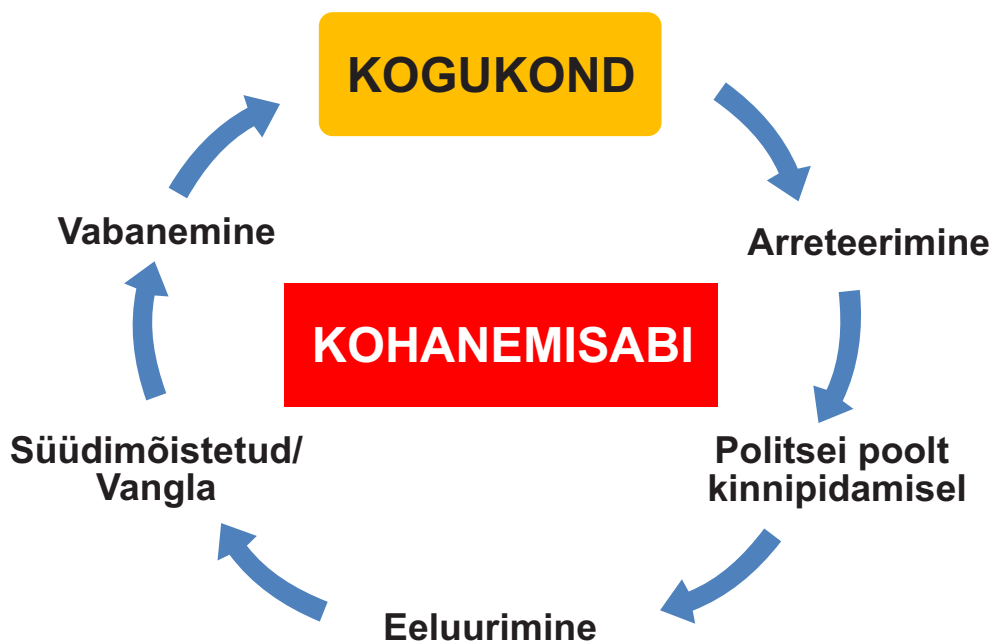 KOGUKOND
Arreteerimine
Politsei poolt
kinnipidamisel
Eeluurimine
Süüdimõistetud/
Vangla
Vabanemine
KOHANEMISABI